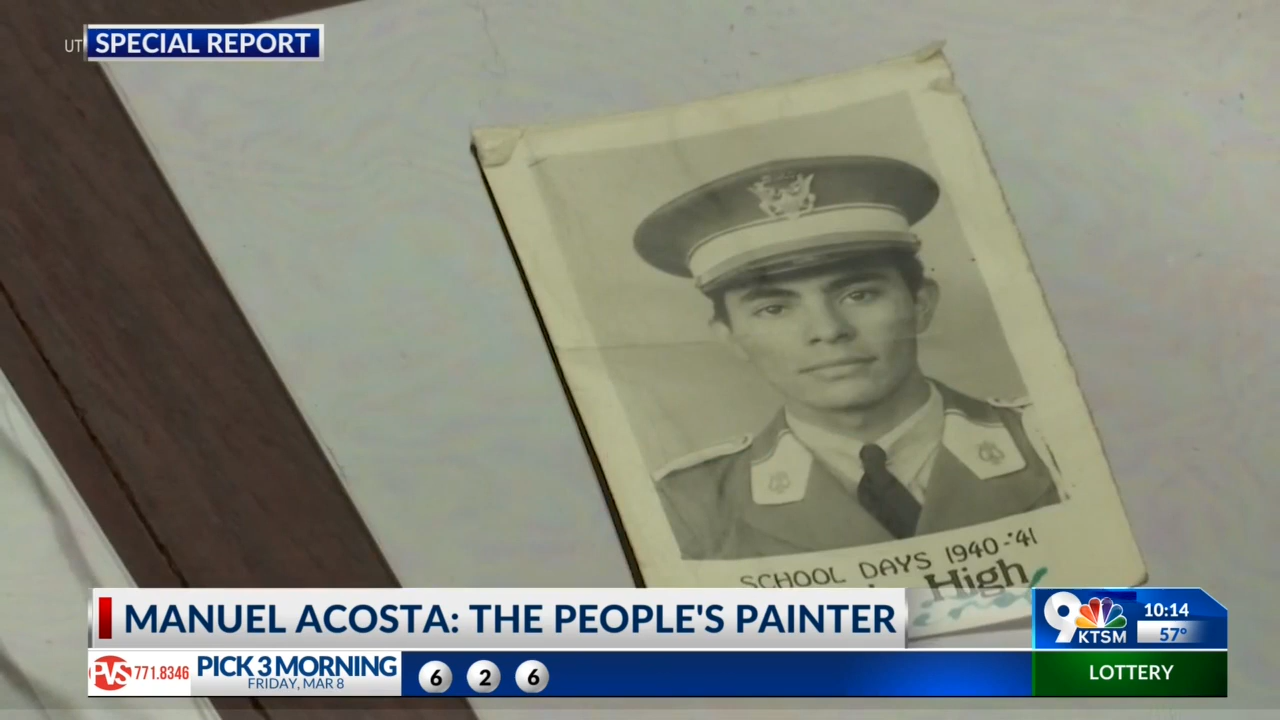 UT
SPECIAL REPORT
SCHOOL DAYS 1940-'41
High
MANUEL ACOSTA: THE PEOPLE'S PAINTER
9 KTSM
10:14
57°
PVS 771.8346
PICK 3 MORNING
FRIDAY, MAR 8
6 2 6
LOTTERY